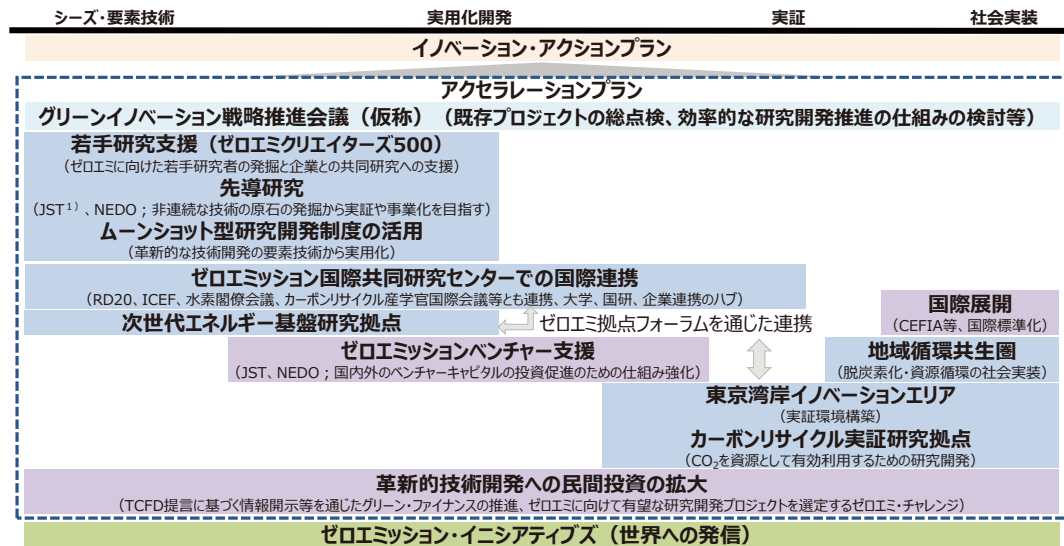 シーズ・要素技術 実用化開発 実証 社会実装
イノベーション・アクションプラン
アクセラレーションプラン
グリーンイノベーション戦略推進会議（仮称）（既存プロジェクトの総点検、効率的な研究開発推進の仕組みの検討等）
若手研究支援（ゼロエミクリエイターズ500）
（ゼロエミに向けた若手研究者の発掘と企業との共同研究への支援）
先導研究
（JST1）、NEDO；非連続な技術の原石の発掘から実証や事業化を目指す）
ムーンショット型研究開発制度の活用
（革新的な技術開発の要素技術から実用化）
ゼロエミッション国際共同研究センターでの国際連携
（RD20、ICEF、水素閣僚会議、カーボンリサイクル産学官国際会議等とも連携、大学、国研、企業連携のハブ）
国際展開
（CEFIA等、国際標準化）
次世代エネルギー基盤研究拠点
ゼロエミ拠点フォーラムを通じた連携
ゼロエミッションベンチャー支援
（JST、NEDO；国内外のベンチャーキャピタルの投資促進のための仕組み強化）
地域循環共生圏
（脱炭素化・資源循環の社会実装）
東京湾岸イノベーションエリア
（実証環境構築）
カーボンリサイクル実証研究拠点
（CO2を資源として有効利用するための研究開発）
革新的技術開発への民間投資の拡大
（TCFD提言に基づく情報開示等を通じたグリーン・ファイナンスの推進、ゼロエミに向けて有望な研究開発プロジェクトを選定するゼロエミ・チャレンジ）
ゼロエミッション・イニシアティブズ（世界への発信）